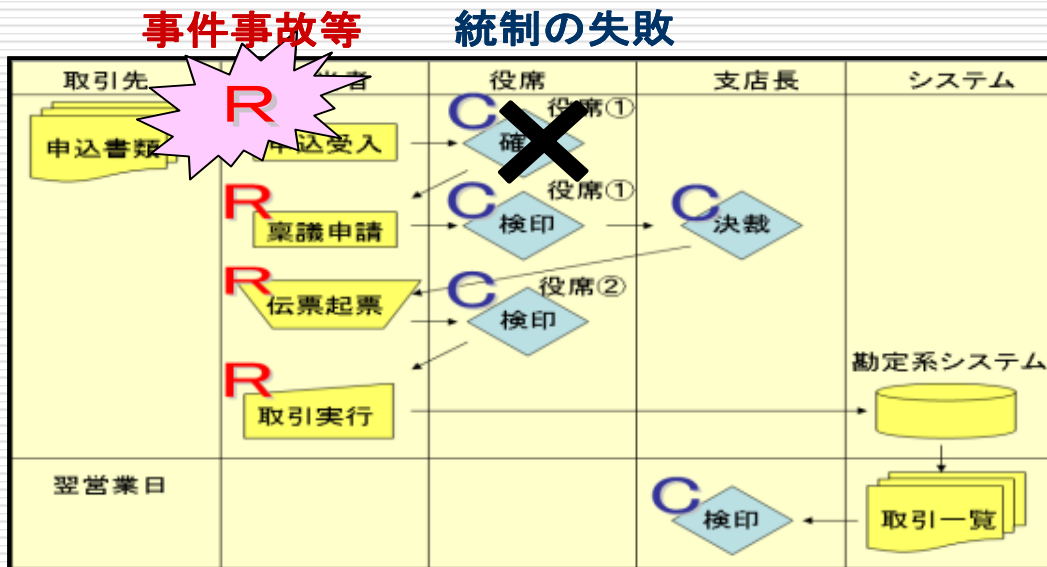 事件事故等 統制の失敗
取引先 者 役席 支店長 システム
R
申込書類 込受入 C 確 役席①
R 稟議申請 C 検印 役席① C 決裁
R 伝票起票 C 検印 役席②
勘定系システム
R 取引実行
翌営業日 C 検印 取引一覧